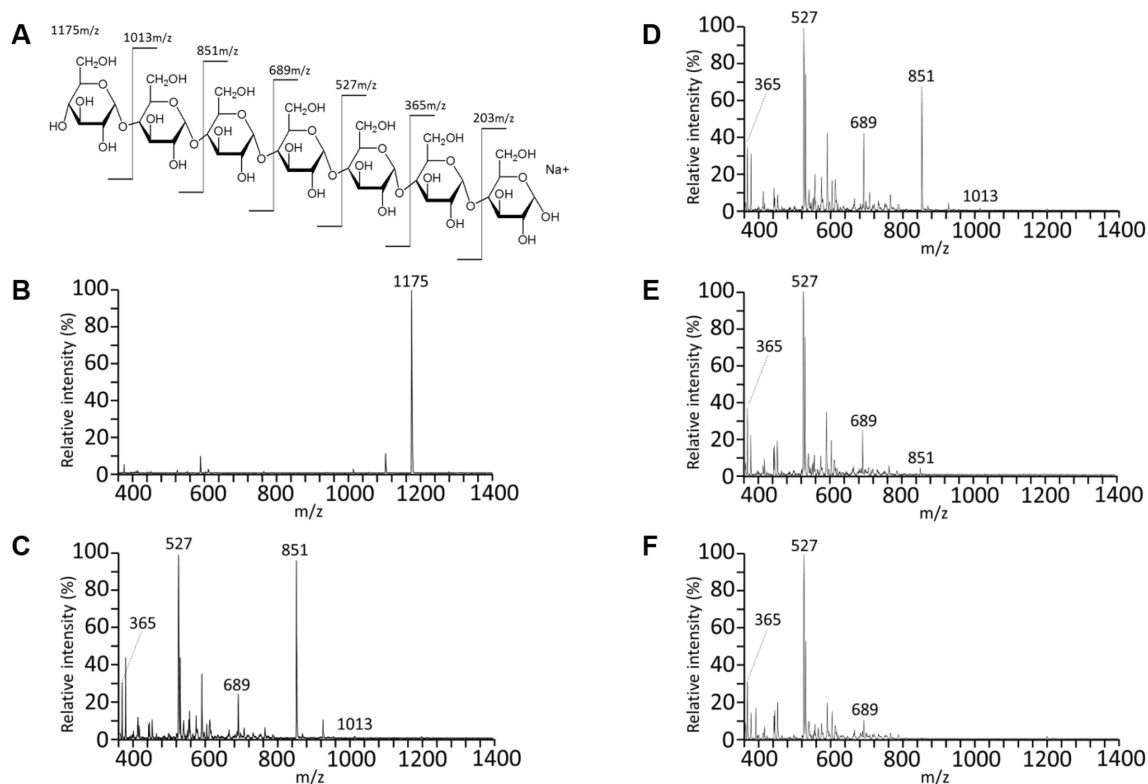 A
1175m/z
1013m/z
851m/z
689m/z
527m/z
365m/z
203m/z
CH₂OH
CH₂OH
CH₂OH
CH₂OH
CH₂OH
CH₂OH
CH₂OH
O
O
O
O
O
O
O
OH
HO
OH
O
OH
OH
O
OH
OH
O
OH
OH
O
OH
OH
O
OH
OH
O
OH
OH
OH
Na+
B
1175
100
80
60
40
20
0
Relative intensity (%)
400 600 800 1000 1200 1400
m/z
C
527
851
365
689
1013
100
80
60
40
20
0
Relative intensity (%)
400 600 800 1000 1200 1400
m/z
D
527
365
689
851
1013
100
80
60
40
20
0
Relative intensity (%)
400 600 800 1000 1200 1400
m/z
E
527
365
689
851
100
80
60
40
20
0
Relative intensity (%)
400 600 800 1000 1200 1400
m/z
F
527
365
689
100
80
60
40
20
0
Relative intensity (%)
400 600 800 1000 1200 1400
m/z